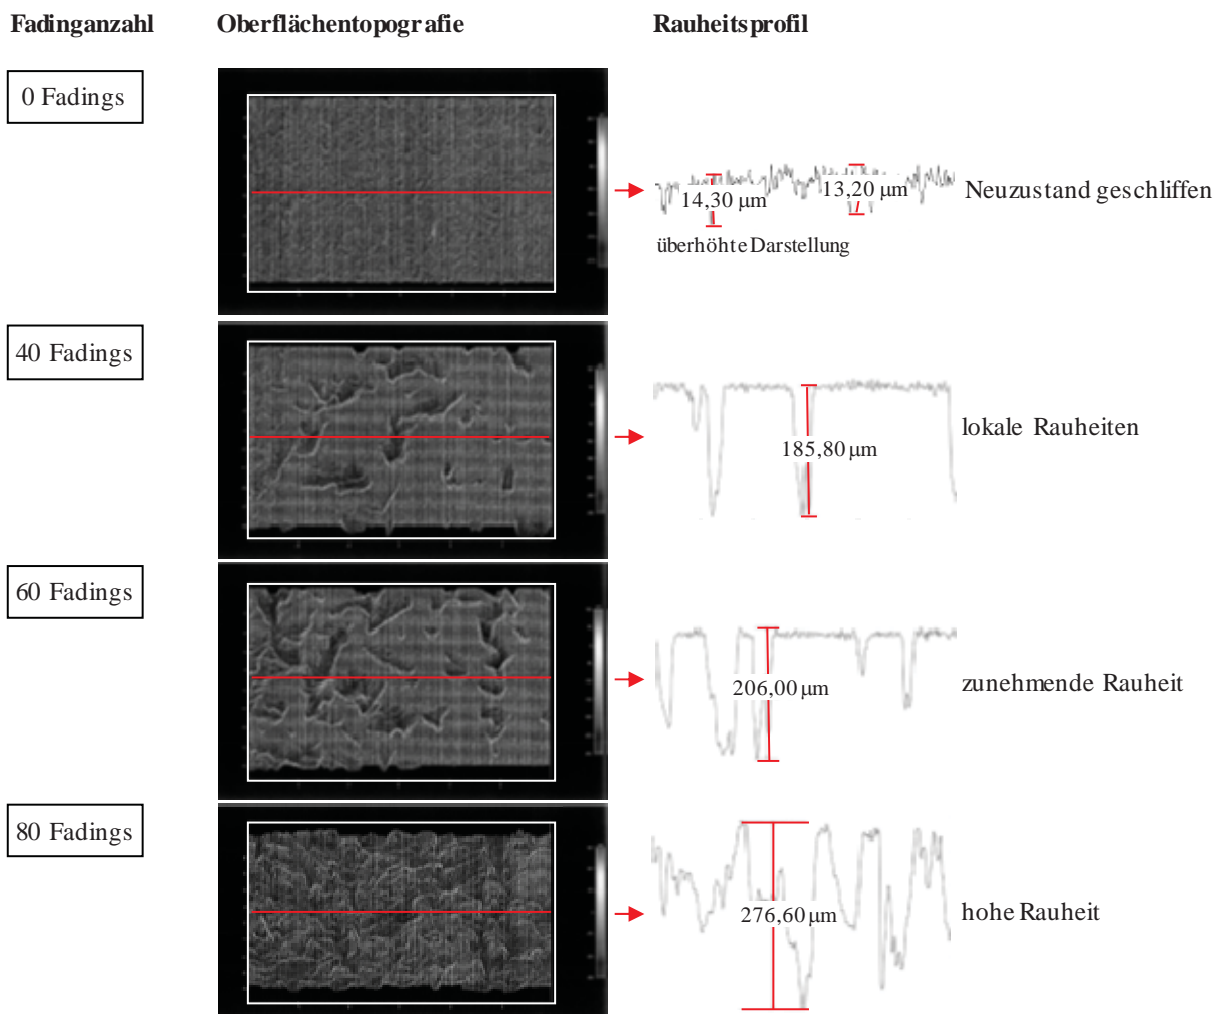 Fadinganzahl Oberflächentopografie Rauheitsprofil
0 Fadings
14,30 µm 13,20 µm Neuzustand geschliffen
überhöhte Darstellung
40 Fadings
185,80 µm lokale Rauheiten
60 Fadings
206,00 µm zunehmende Rauheit
80 Fadings
276,60 µm hohe Rauheit